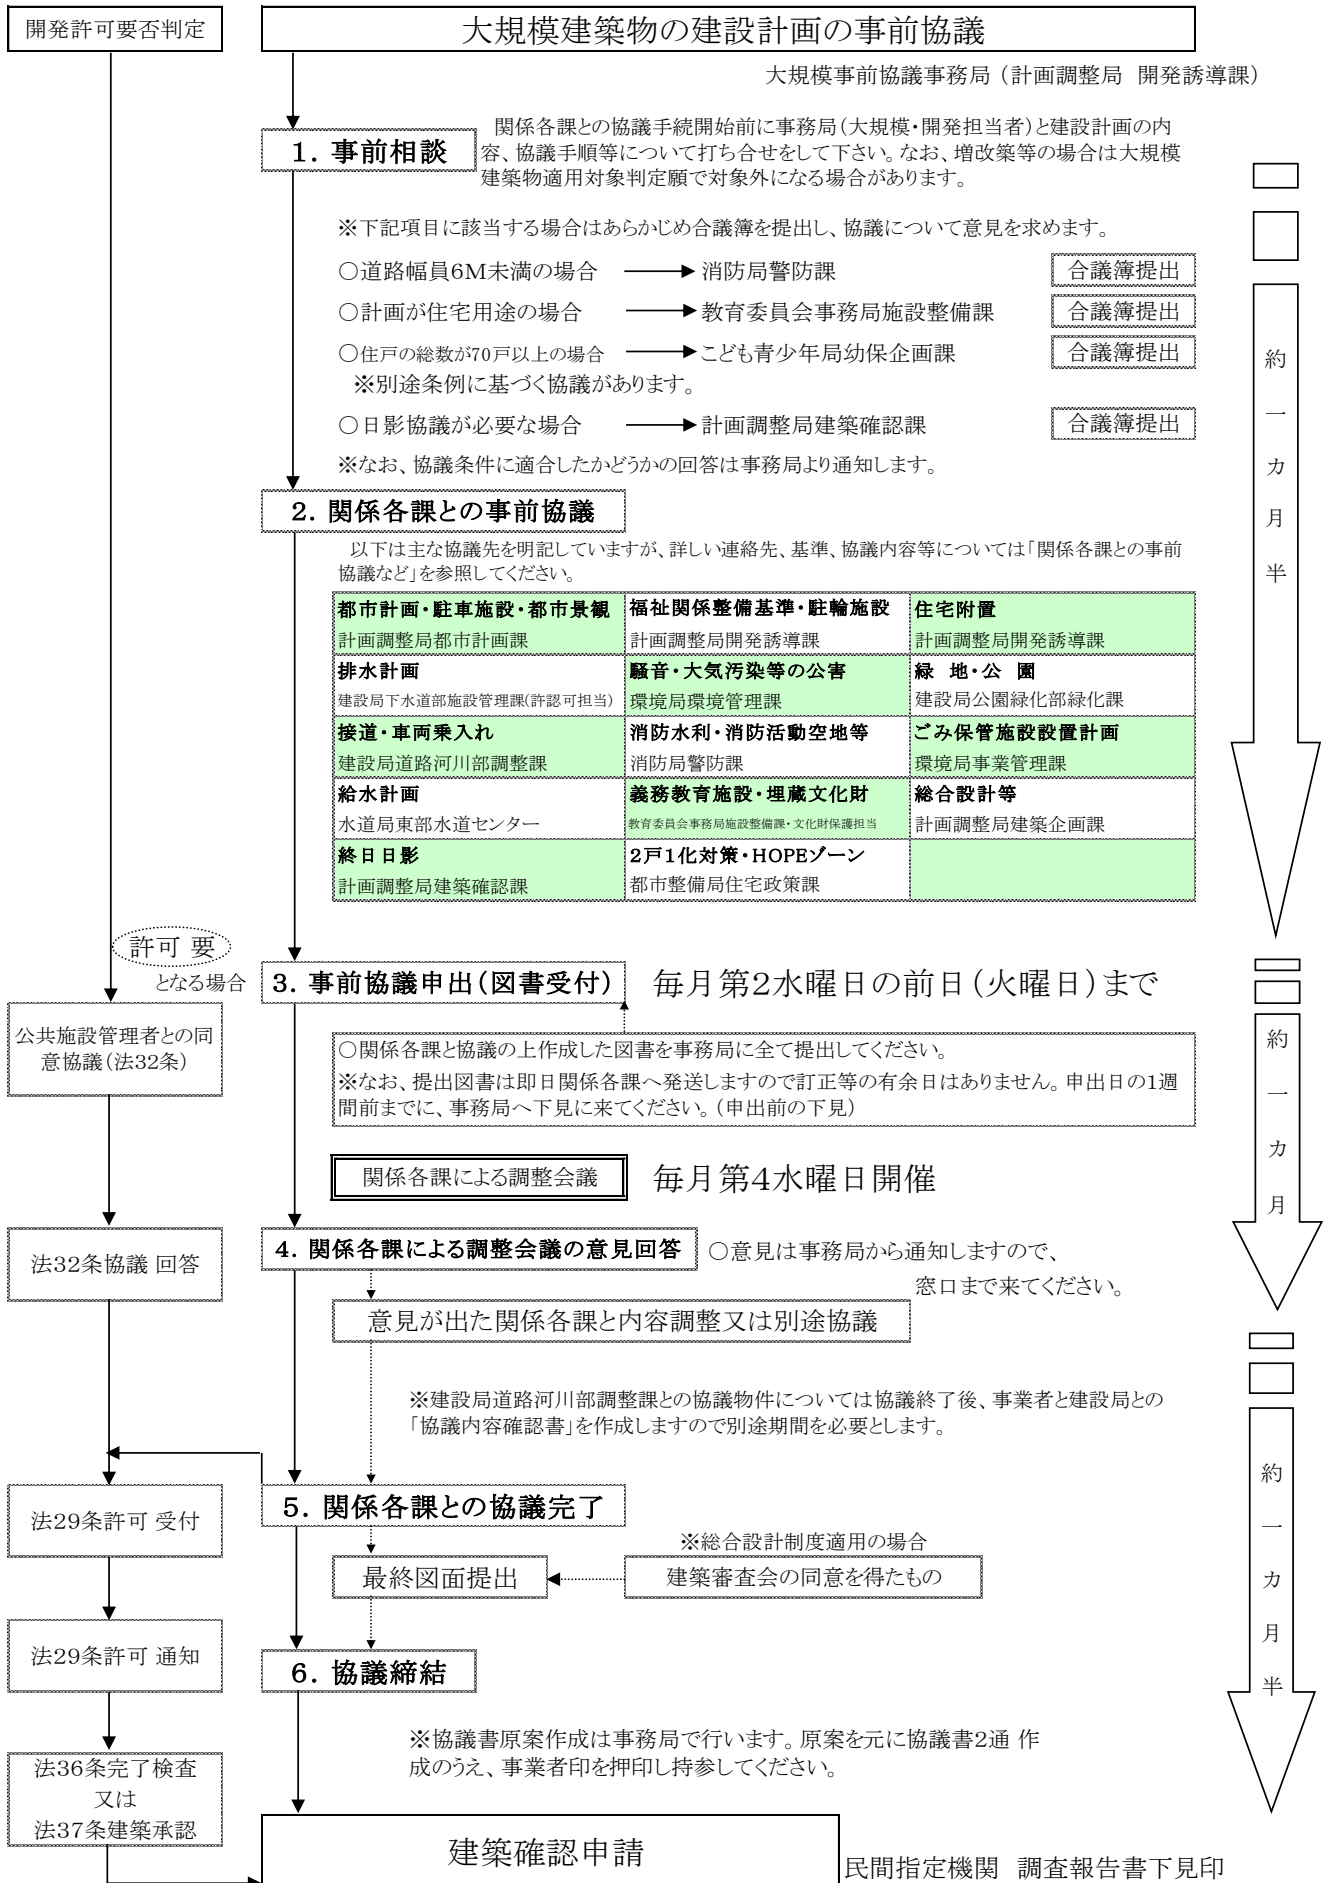 開発許可要否判定
大規模建築物の建設計画の事前協議
大規模事前協議事務局（計画調整局　開発誘導課）
1．事前相談
関係各課との協議手続開始前に事務局（大規模・開発担当者）と建設計画の内
容、協議手順等について打ち合せをして下さい。なお、増改築等の場合は大規模
建築物適用対象判定願で対象外になる場合があります。
※下記項目に該当する場合はあらかじめ合議簿を提出し、協議について意見を求めます。
○道路幅員6M未満の場合　消防局警防課　合議簿提出
○計画が住宅用途の場合　教育委員会事務局施設整備課　合議簿提出
○住戸の総数が70戸以上の場合　こども青少年局幼保企画課　合議簿提出
※別途条例に基づく協議があります。
○日影協議が必要な場合　計画調整局建築確認課　合議簿提出
※なお、協議条件に適合したかどうかの回答は事務局より通知します。
約一カ月半
2．関係各課との事前協議
以下は主な協議先を明記していますが、詳しい連絡先、基準、協議内容等については「関係各課との事前
協議など」を参照してください。
都市計画・駐車施設・都市景観　福祉関係整備基準・駐輪施設　住宅附置
計画調整局都市計画課　計画調整局開発誘導課　計画調整局開発誘導課
排水計画　騒音・大気汚染等の公害　緑　地・公　園
建設局下水道部施設管理課(許認可担当)　環境局環境管理課　建設局公園緑化部緑化課
接道・車両乗入れ　消防水利・消防活動空地等　ごみ保管施設設置計画
建設局道路河川部調整課　消防局警防課　環境局事業管理課
給水計画　義務教育施設・埋蔵文化財　総合設計等
水道局東部水道センター　教育委員会事務局施設整備課・文化財保護担当　計画調整局建築企画課
終日日影　2戸1化対策・HOPEゾーン
計画調整局建築確認課　都市整備局住宅政策課
許可 要
となる場合
3．事前協議申出（図書受付）　毎月第2水曜日の前日（火曜日）まで
公共施設管理者との同
意協議（法32条）
○関係各課と協議の上作成した図書を事務局に全て提出してください。
※なお、提出図書は即日関係各課へ発送しますので訂正等の有余日はありません。申出日の1週
間前までに、事務局へ下見に来てください。（申出前の下見）
約一カ月
関係各課による調整会議　毎月第4水曜日開催
法32条協議 回答
4．関係各課による調整会議の意見回答　○意見は事務局から通知しますので、
窓口まで来てください。
意見が出た関係各課と内容調整又は別途協議
※建設局道路河川部調整課との協議物件については協議終了後、事業者と建設局との
「協議内容確認書」を作成しますので別途期間を必要とします。
約一カ月半
法29条許可 受付
5．関係各課との協議完了
※総合設計制度適用の場合
最終図面提出　建築審査会の同意を得たもの
法29条許可 通知
6．協議締結
※協議書原案作成は事務局で行います。原案を元に協議書2通 作
成のうえ、事業者印を押印し持参してください。
法36条完了検査
又は
法37条建築承認
建築確認申請
民間指定機関　調査報告書下見印